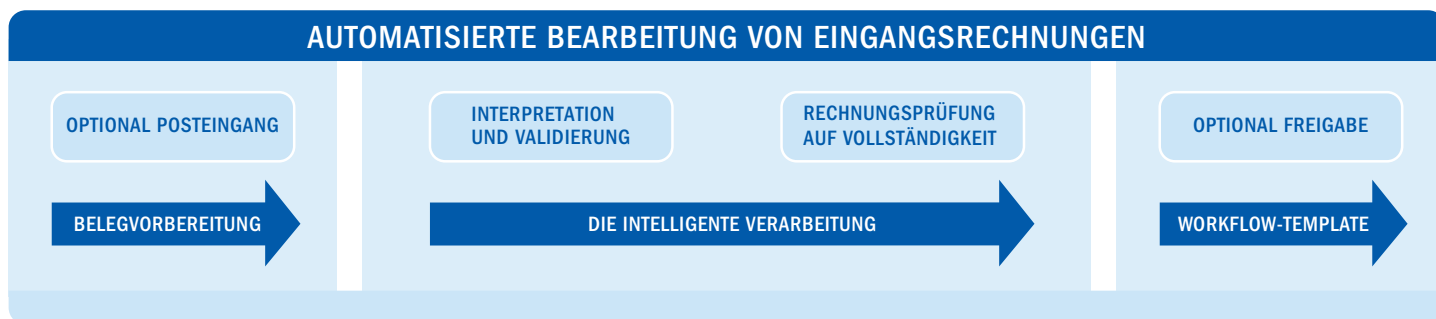 AUTOMATISIERTE BEARBEITUNG VON EINGANGSRECHNUNGEN
OPTIONAL POSTEINGANG
INTERPRETATION
UND VALIDIERUNG
RECHNUNGSPRÜFUNG
AUF VOLLSTÄNDIGKEIT
OPTIONAL FREIGABE
BELEGVORBEREITUNG
DIE INTELLIGENTE VERARBEITUNG
WORKFLOW-TEMPLATE